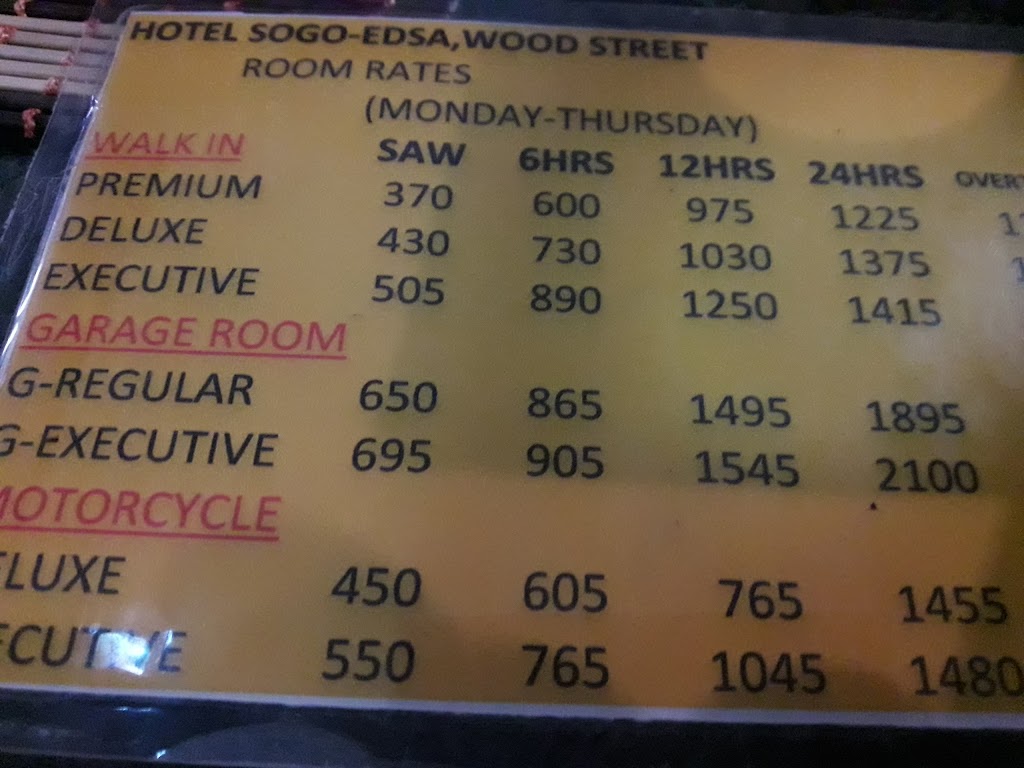 HOTEL SOGO-EDSA,WOOD STREET
ROOM RATES
(MONDAY-THURSDAY)
WALK IN SAW 6HRS 12HRS 24HRS
PREMIUM 370 600 975 1225
DELUXE 430 730 1030 1375
EXECUTIVE 505 890 1250 1415
GARAGE ROOM
G-REGULAR 650 865 1495 1895
G-EXECUTIVE 695 905 1545 2100
MOTORCYCLE
ELUXE 450 605 765 1455
ECUTIVE 550 765 1045 1480